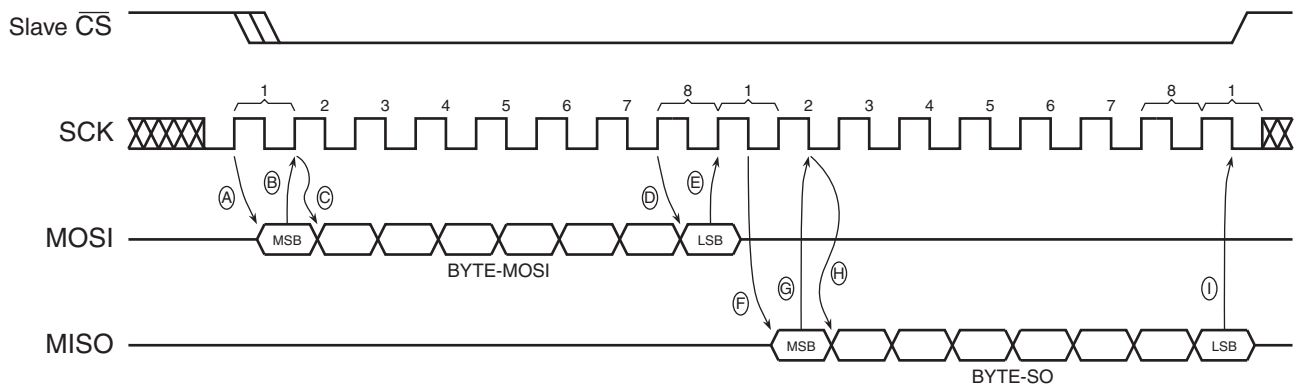 Slave CS
1 2 3 4 5 6 7 8 1 2 3 4 5 6 7 8 1
SCK
A B C D E
MOSI MSB LSB
BYTE-MOSI
F G H I
MISO MSB LSB
BYTE-SO